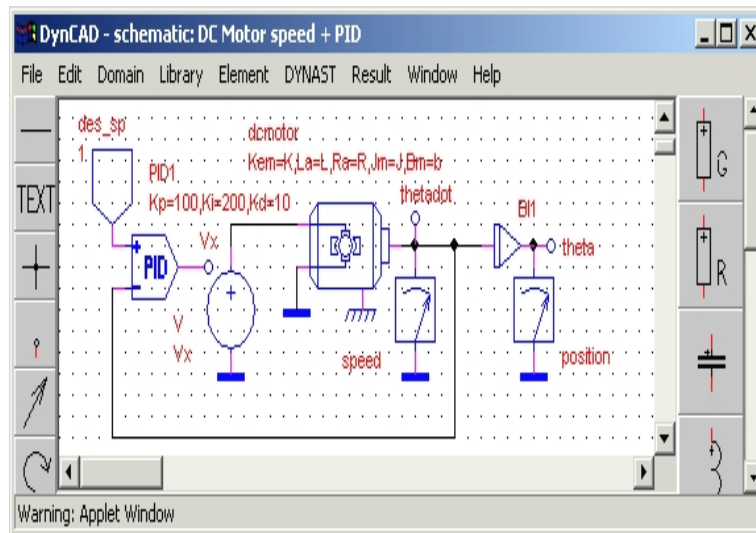 DynCAD - schematic: DC Motor speed + PID
File Edit Domain Library Element DYNAST Result Window Help
des_sp
1
dcmotor
Kem=K,La=L,Ra=R,Jm=J,Bm=b
PID1
Kp=100,Ki=200,Kd=10
thetadot
BI1
TEXT
G
Vx
PID
theta
R
V
Vx
speed
position
Warning: Applet Window